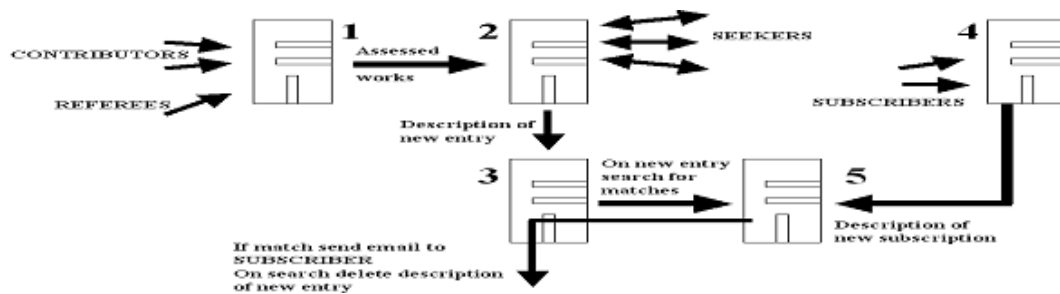 1
2
4
CONTRIBUTORS
Assessed
works
SEEKERS
REFEREES
SUBSCRIBERS
Description of
new entry
3
On new entry
search for
matches
5
Description of
new subscription
If match send email to
SUBSCRIBER
On search delete description
of new entry